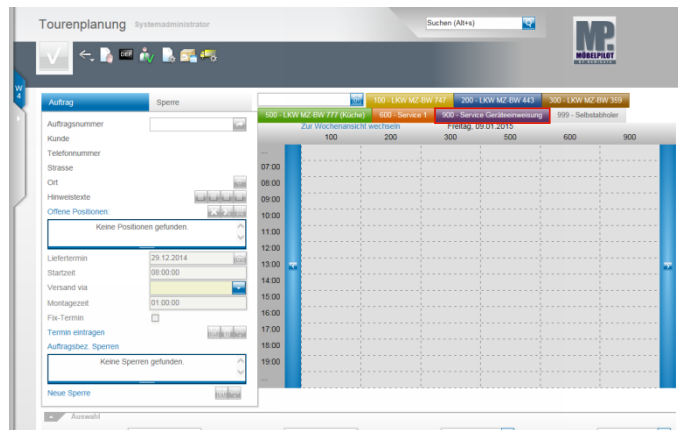 Tourenplanung Systemadministrator
Suchen (Alt+s)
MP
MÖBELPILOT
DEF
W
4
Auftrag Sperre
100 - LKW MZ-BW 747 200 - LKW MZ-BW 443 300 - LKW MZ-BW 359
500 - LKW MZ-BW 777 (Küche) 600 - Service 1 900 - Service Geräteeinweisung 999 - Selbstabholer
Zur Wochenansicht wechseln Freitag, 09.01.2015
100 200 300 500 600 900
Auftragsnummer
Kunde
Telefonnummer
Strasse
Ort
Hinweistexte
Offene Positionen:
Keine Positionen gefunden.
Liefertermin 29.12.2014
Startzeit 08:00:00
Versand via
Montagezeit 01:00:00
Fix-Termin
Termin eintragen
Auftragsbez. Sperren
Keine Sperren gefunden.
Neue Sperre
...
07:00
08:00
09:00
10:00
11:00
12:00
13:00
14:00
15:00
16:00
17:00
18:00
19:00
...
Auswahl